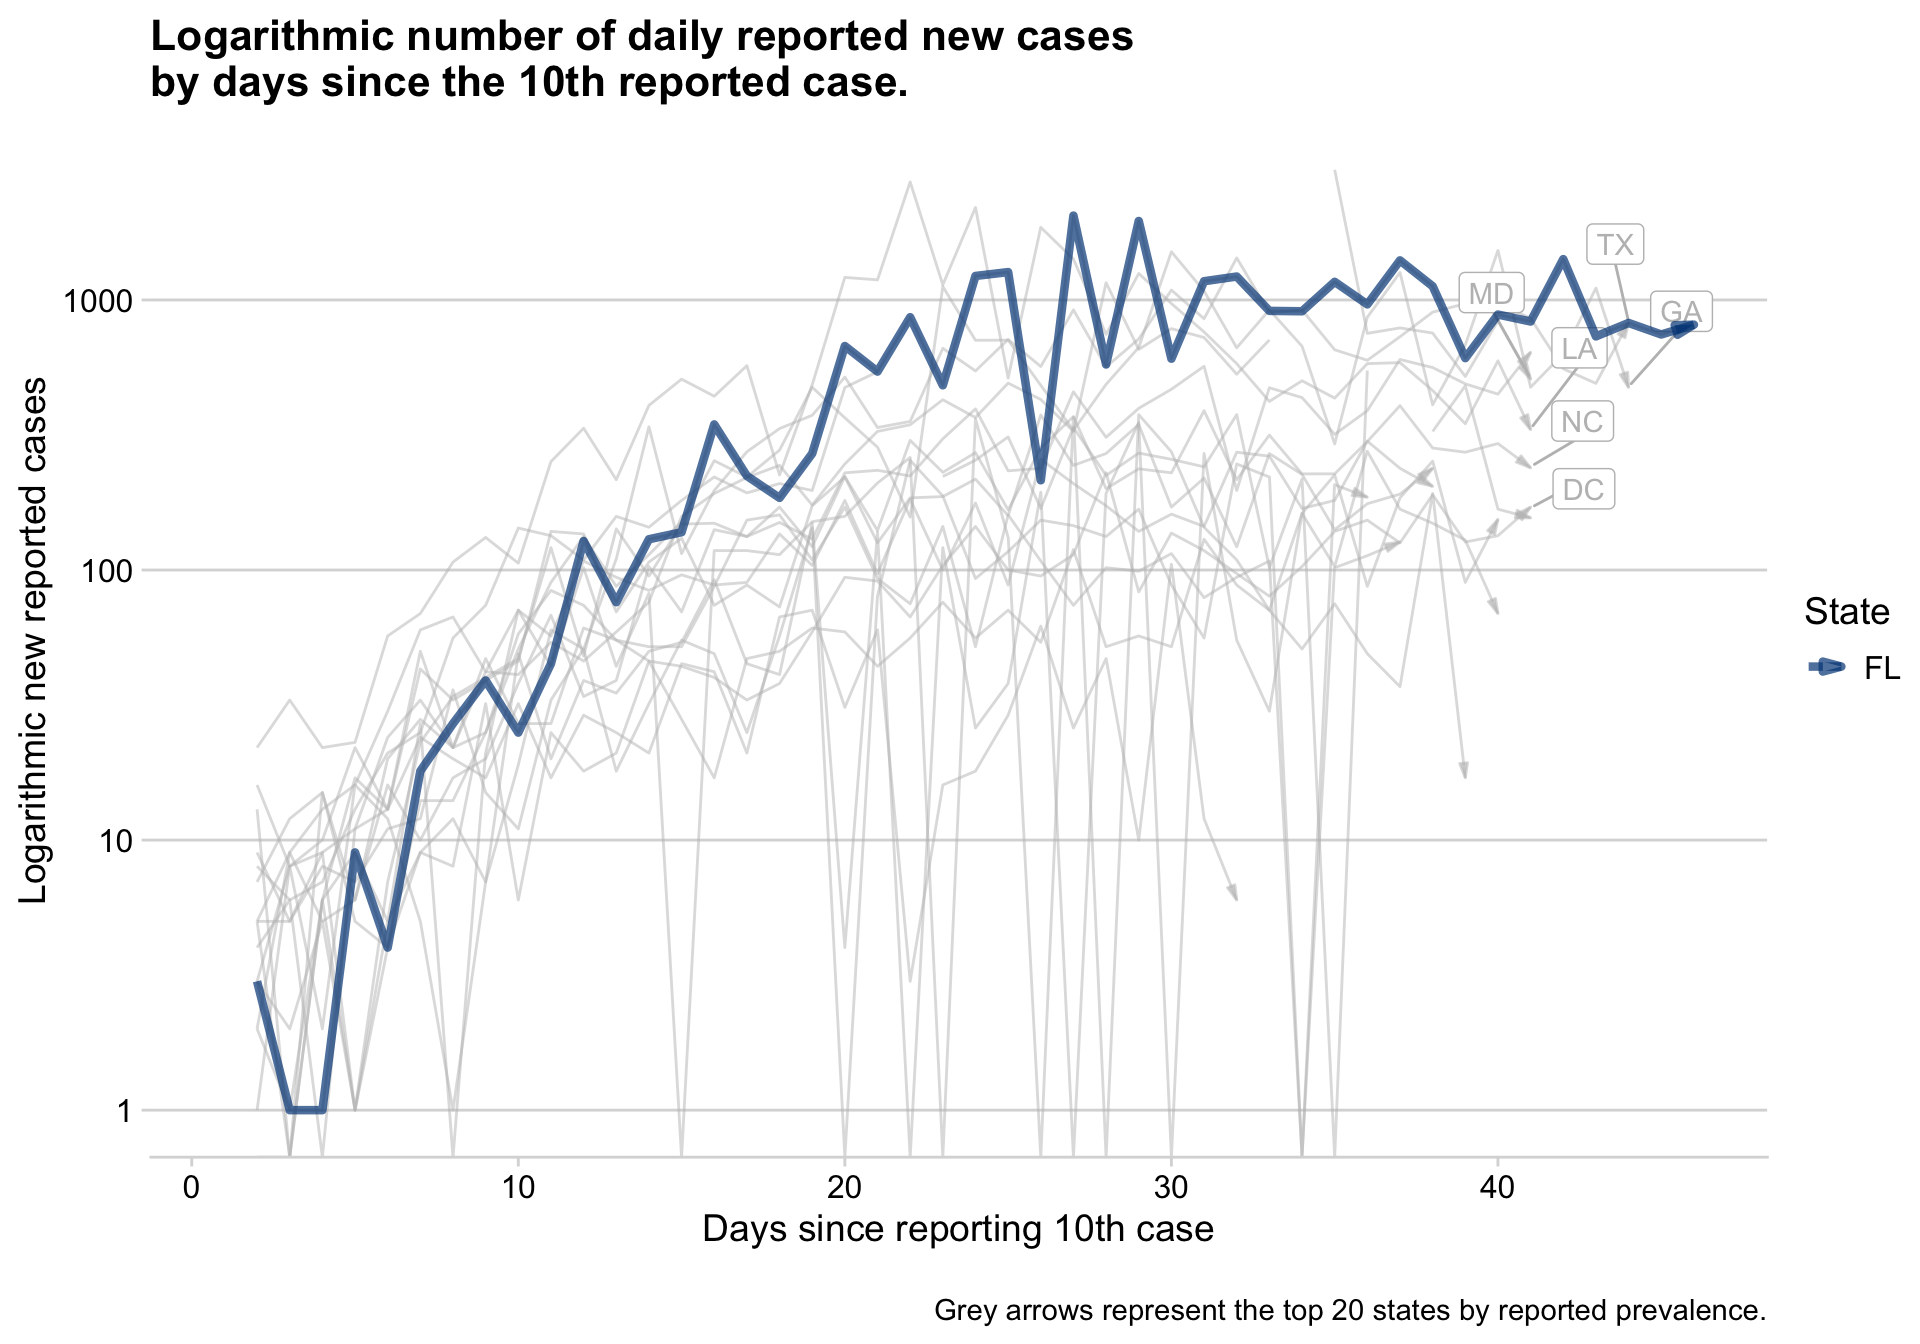 Logarithmic number of daily reported new cases
by days since the 10th reported case.
Logarithmic new reported cases
1000
100
10
1
TX
MD
GA
LA
NC
DC
State
FL
0
10
20
30
40
Days since reporting 10th case
Grey arrows represent the top 20 states by reported prevalence.